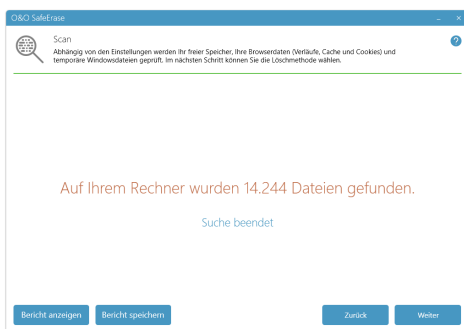 O&O SafeErase
Scan
Abhängig von den Einstellungen werden Ihr freier Speicher, Ihre Browserdaten (Verläufe, Cache und Cookies) und
temporäre Windowsdateien geprüft. Im nächsten Schritt können Sie die Löschmethode wählen.
Auf Ihrem Rechner wurden 14.244 Dateien gefunden.
Suche beendet
Bericht anzeigen
Bericht speichern
Zurück
Weiter